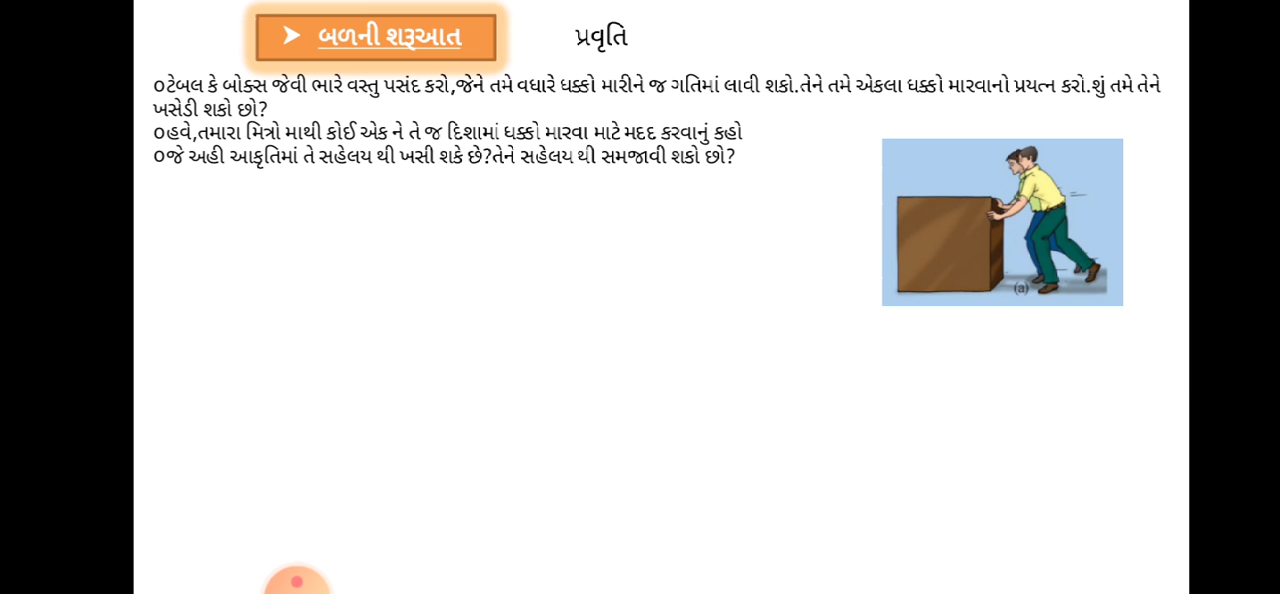 ➤ બળની શરૂઆત
પ્રવૃતિ
oટેબલ કે બોક્સ જેવી ભારે વસ્તુ પસંદ કરો,જેને તમે વધારે ધક્કો મારીને જ ગતિમાં લાવી શકો.તેને તમે એકલા ધક્કો મારવાનો પ્રયત્ન કરો.શું તમે તેને
ખસેડી શકો છો?
oહવે,તમારા મિત્રો માથી કોઈ એક ને તે જ દિશામાં ધક્કો મારવા માટે મદદ કરવાનું કહો
oજે અહી આકૃતિમાં તે સહેલય થી ખસી શકે છે?તેને સહેલય થી સમજાવી શકો છો?
(a)